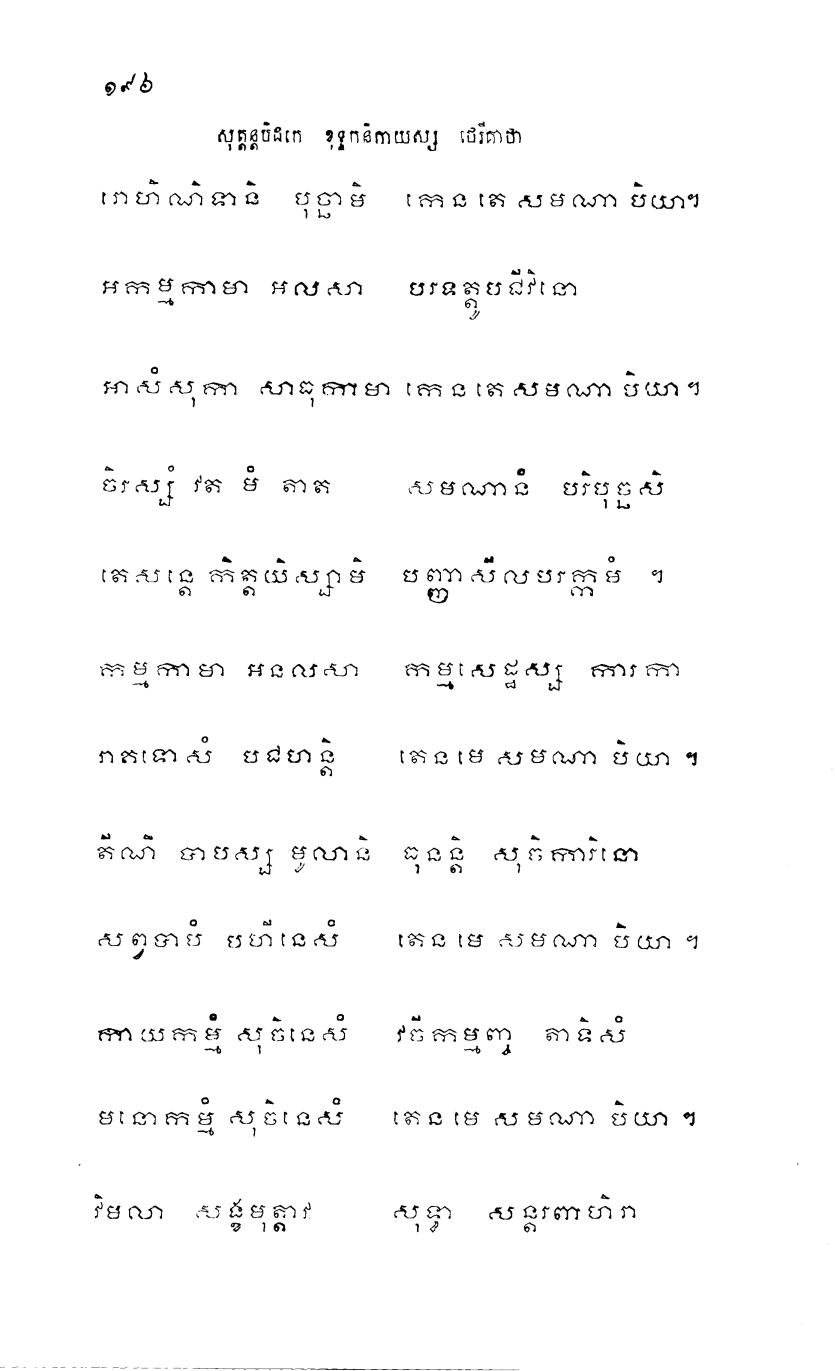 ១៩៦
សុត្តន្តបិដកេ ខុទ្ទកនិកាយស្ស ថេរីគាថា
រោហិណិទានិ បុច្ឆាមិ កេន តេ សមណា បិយា។
អកម្មកាមា អលសា បរទត្តូបជីវិនោ
អាសំសុកា សាធុកាមា កេន តេ សមណា បិយា។
ចិរស្សំ វត មំ តាត សមណានំ បរិបុច្ឆសិ
តេសន្តេ កិត្តយិស្សាមិ បញ្ញាសីលបរក្កមំ ។
កម្មកាមា អនលសា កម្មសេដ្ឋស្ស ការកា
រាគទោសំ បជហន្តិ តេន មេ សមណា បិយា ។
តីណិ បាបស្ស មូលានិ ធុនន្តិ សុចិការិនោ
សព្វបាបំ បហីនេសំ តេន មេ សមណា បិយា ។
កាយកម្មំ សុចិនេសំ វចីកម្មញ្ច តាទិសំ
មនោកម្មំ សុចិនេសំ តេន មេ សមណា បិយា ។
វិមលា សង្ខមុត្តាវ សុទ្ធា សន្តរពាហិរា